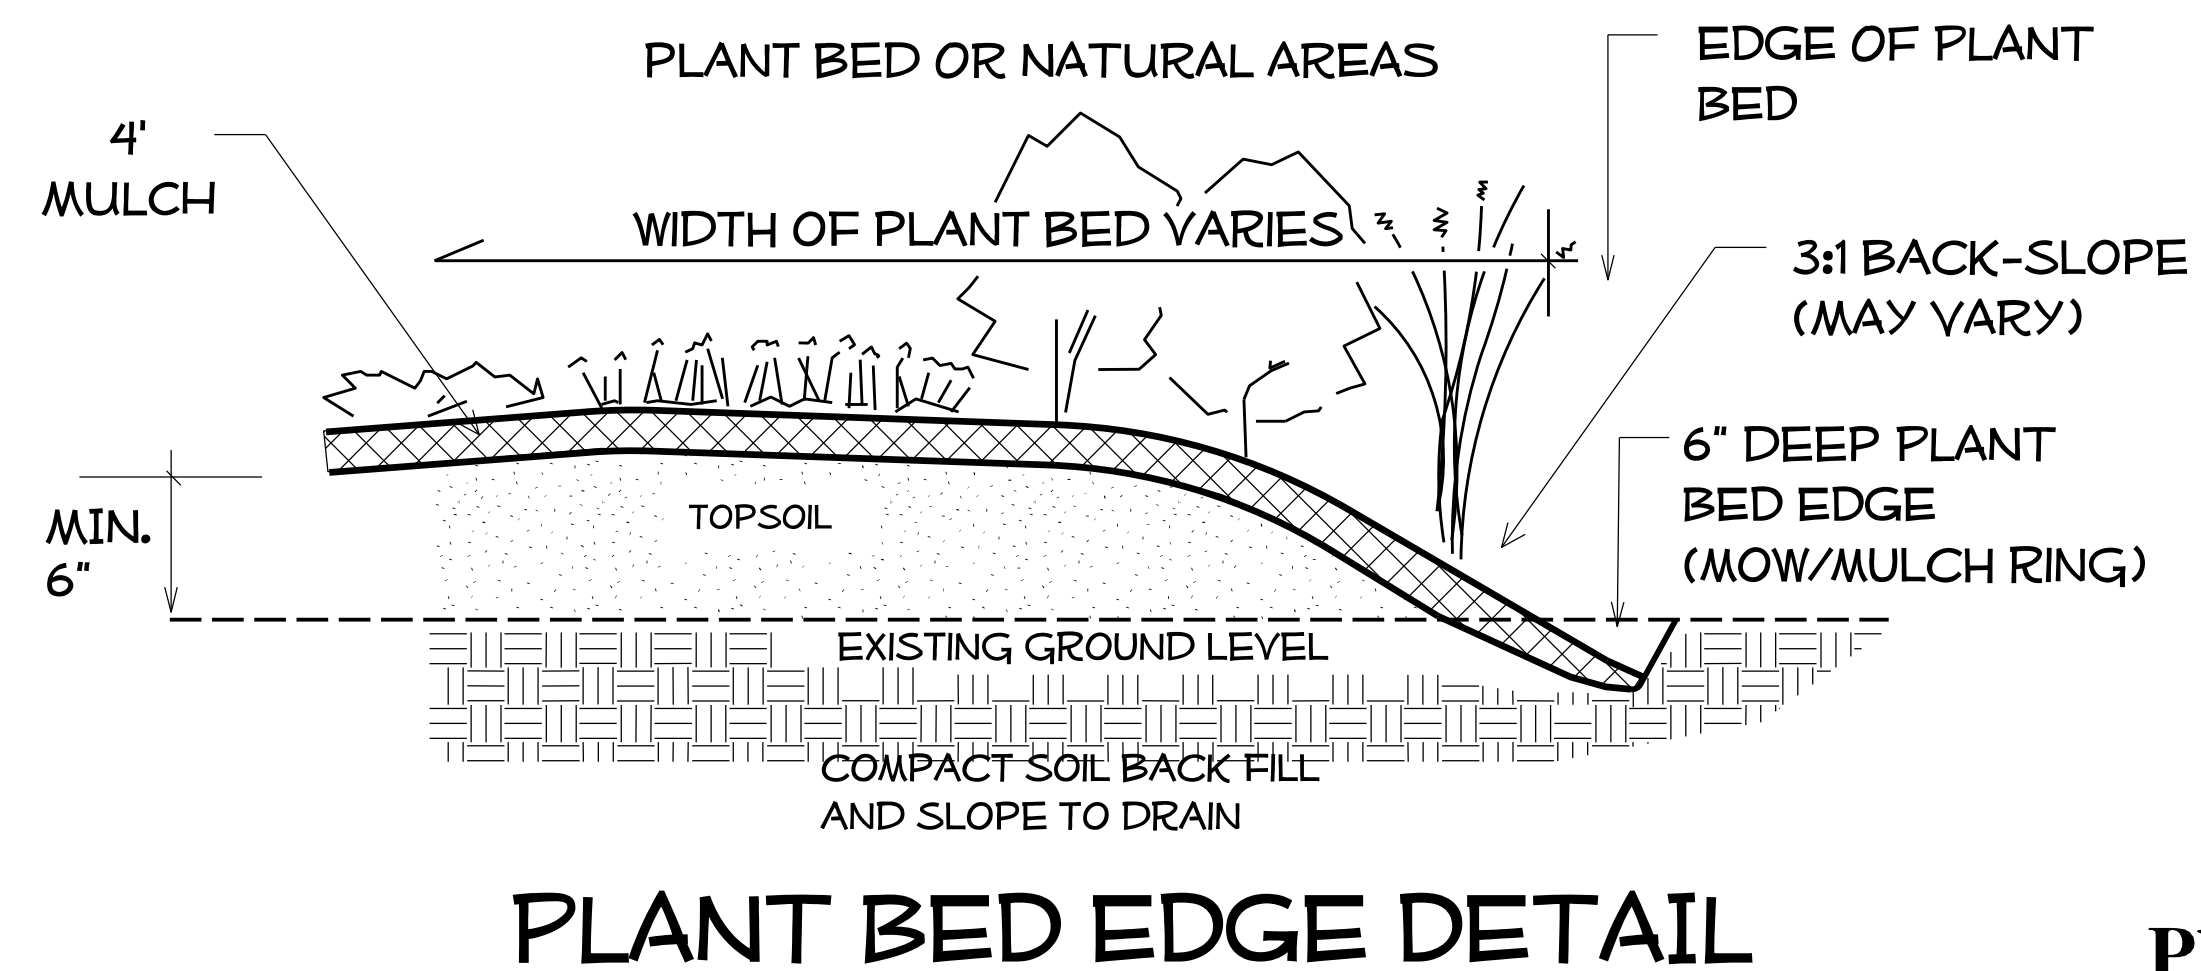 PLANT BED OR NATURAL AREAS
EDGE OF PLANT
BED
4'
MULCH
WIDTH OF PLANT BED VARIES
3:1 BACK-SLOPE
(MAY VARY)
6" DEEP PLANT
BED EDGE
(MOW/MULCH RING)
TOPSOIL
MIN.
6"
EXISTING GROUND LEVEL
COMPACT SOIL BACK FILL
AND SLOPE TO DRAIN
PLANT BED EDGE DETAIL